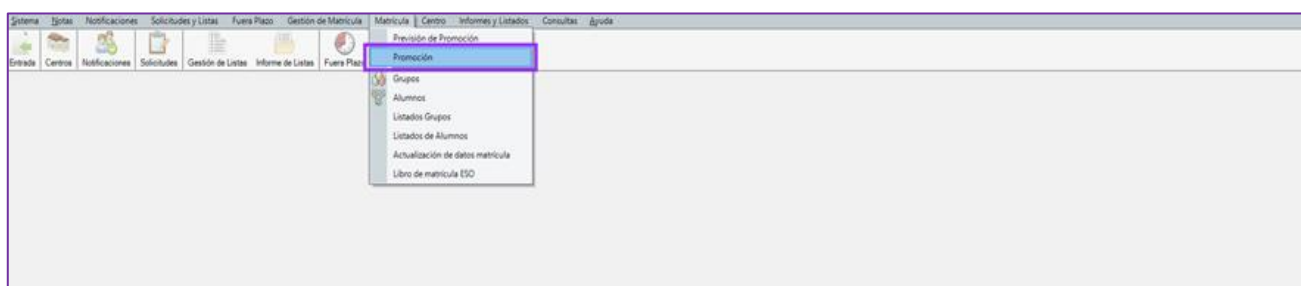 Sistema Notas Notificaciones Solicitudes y Listas Fuera Plazo Gestión de Matrícula Matrícula Centro Informes y Listados Consultas Ayuda
Entrada Centros Notificaciones Solicitudes Gestión de Listas Informe de Listas Fuera Plazo
Previsión de Promoción
Promoción
Grupos
Alumnos
Listados Grupos
Listados de Alumnos
Actualización de datos matrícula
Libro de matrícula ESO